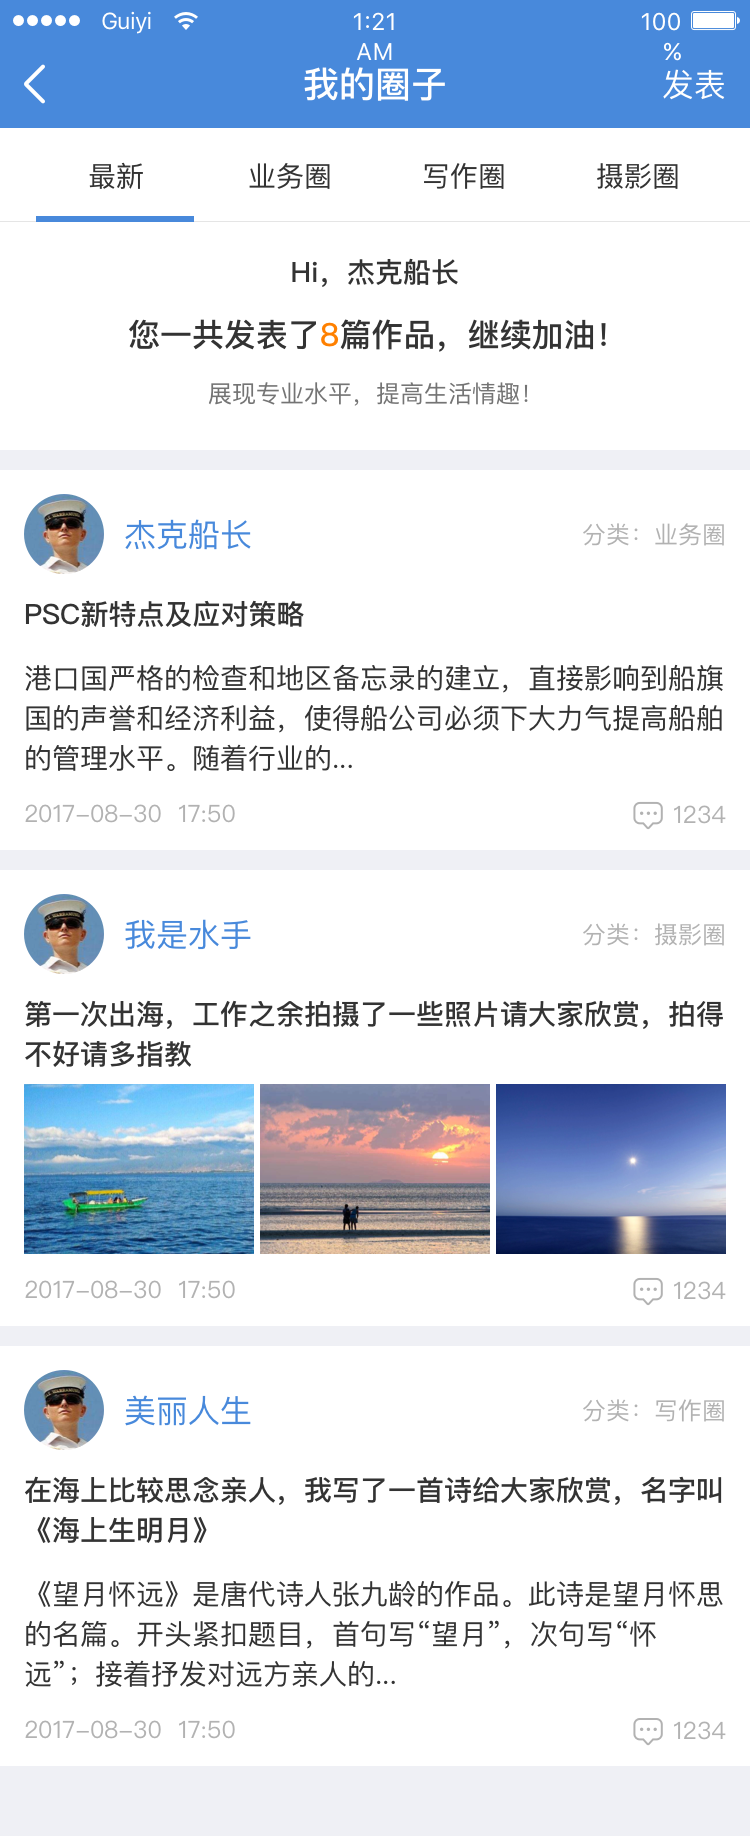 Guiyi 1:21 AM 100 %
我的圈子 发表
最新 业务圈 写作圈 摄影圈
Hi，杰克船长
您一共发表了8篇作品，继续加油！
展现专业水平，提高生活情趣！
杰克船长 分类：业务圈
PSC新特点及应对策略
港口国严格的检查和地区备忘录的建立，直接影响到船旗
国的声誉和经济利益，使得船公司必须下大力气提高船舶
的管理水平。随着行业的...
2017-08-30 17:50 1234
我是水手 分类：摄影圈
第一次出海，工作之余拍摄了一些照片请大家欣赏，拍得
不好请多指教
2017-08-30 17:50 1234
美丽人生 分类：写作圈
在海上比较思念亲人，我写了一首诗给大家欣赏，名字叫
《海上生明月》
《望月怀远》是唐代诗人张九龄的作品。此诗是望月怀思
的名篇。开头紧扣题目，首句写“望月”，次句写“怀
远”；接着抒发对远方亲人的...
2017-08-30 17:50 1234